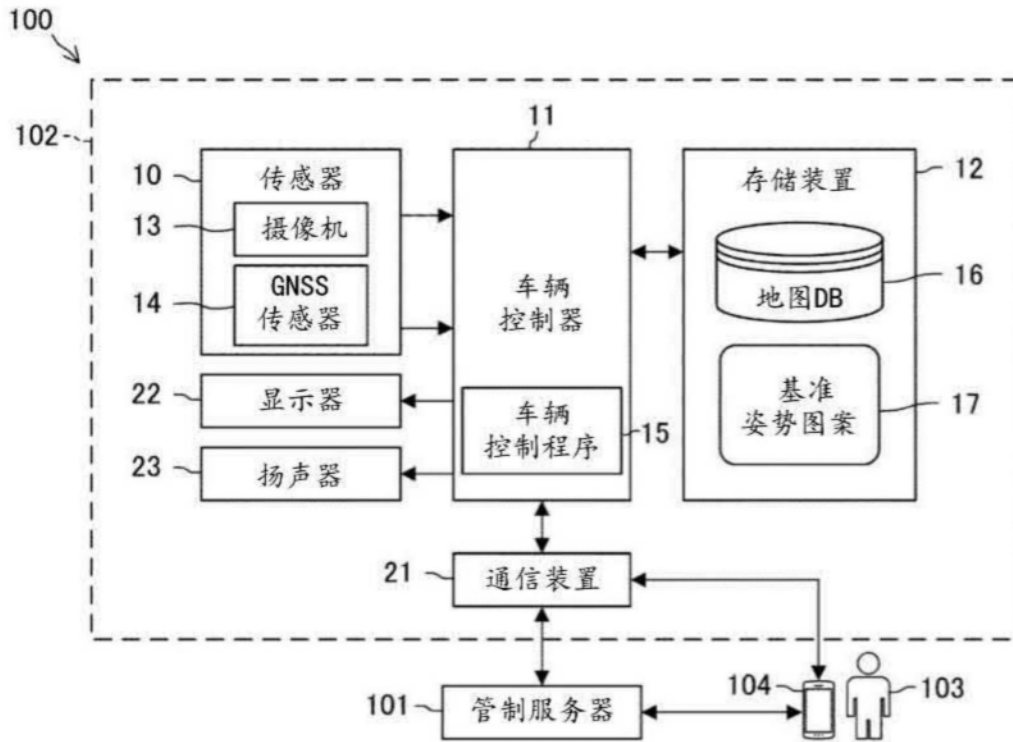 100
102
11
10
传感器
存储装置
12
13
摄像机
14
GNSS
传感器
车辆
控制器
地图DB
16
22
显示器
车辆
控制程序
15
基准
姿势图案
17
23
扬声器
21
通信装置
101
管制服务器
104
103